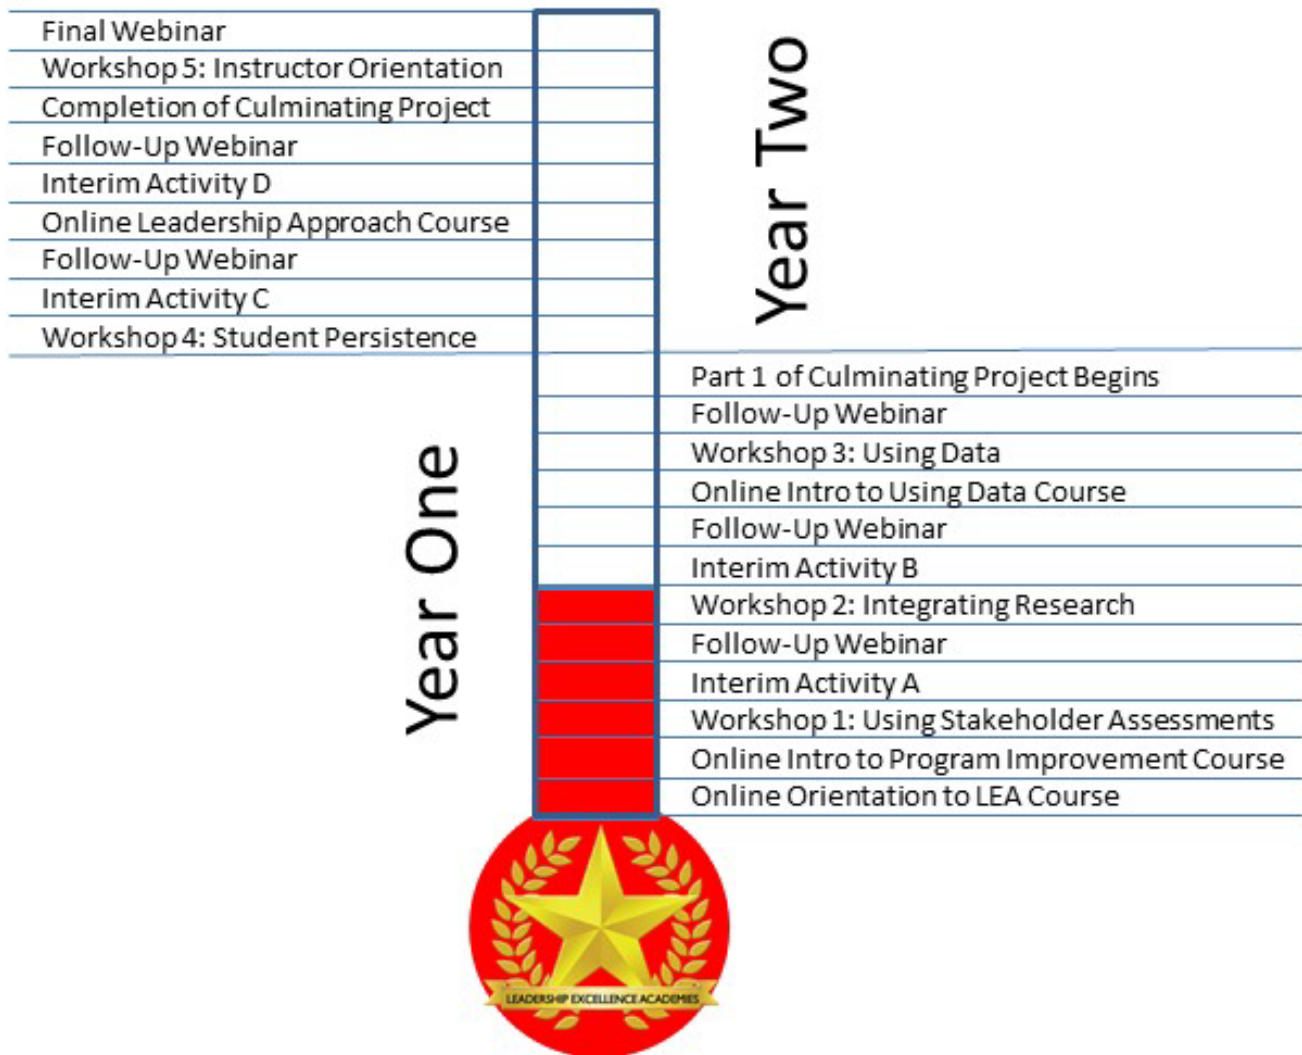 Final Webinar
Workshop 5: Instructor Orientation
Completion of Culminating Project
Follow-Up Webinar
Interim Activity D
Online Leadership Approach Course
Follow-Up Webinar
Interim Activity C
Workshop 4: Student Persistence
Year Two
Year One
Part 1 of Culminating Project Begins
Follow-Up Webinar
Workshop 3: Using Data
Online Intro to Using Data Course
Follow-Up Webinar
Interim Activity B
Workshop 2: Integrating Research
Follow-Up Webinar
Interim Activity A
Workshop 1: Using Stakeholder Assessments
Online Intro to Program Improvement Course
Online Orientation to LEA Course
LEADERSHIP EXCELLENCE ACADEMIES